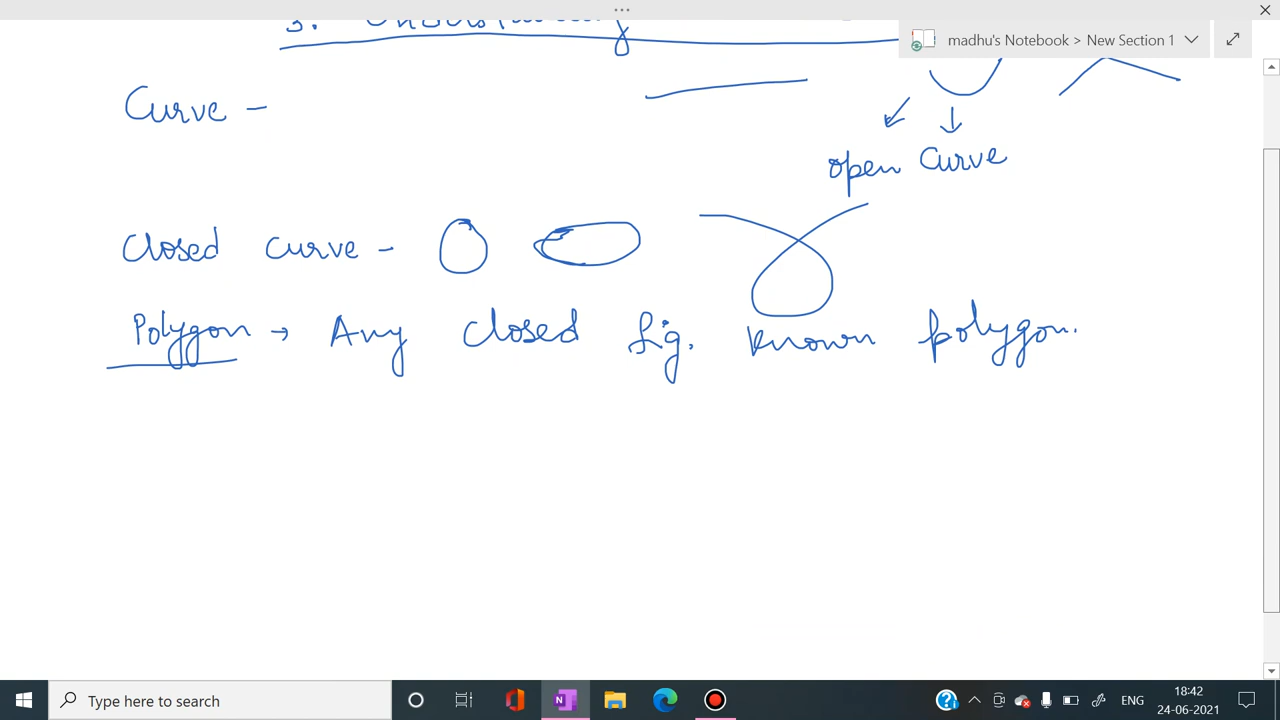 madhu's Notebook > New Section 1
3.
Curve -
open Curve
Closed curve -
Polygon → Any closed fig. known polygon.
Type here to search
ENG
18:42
24-06-2021